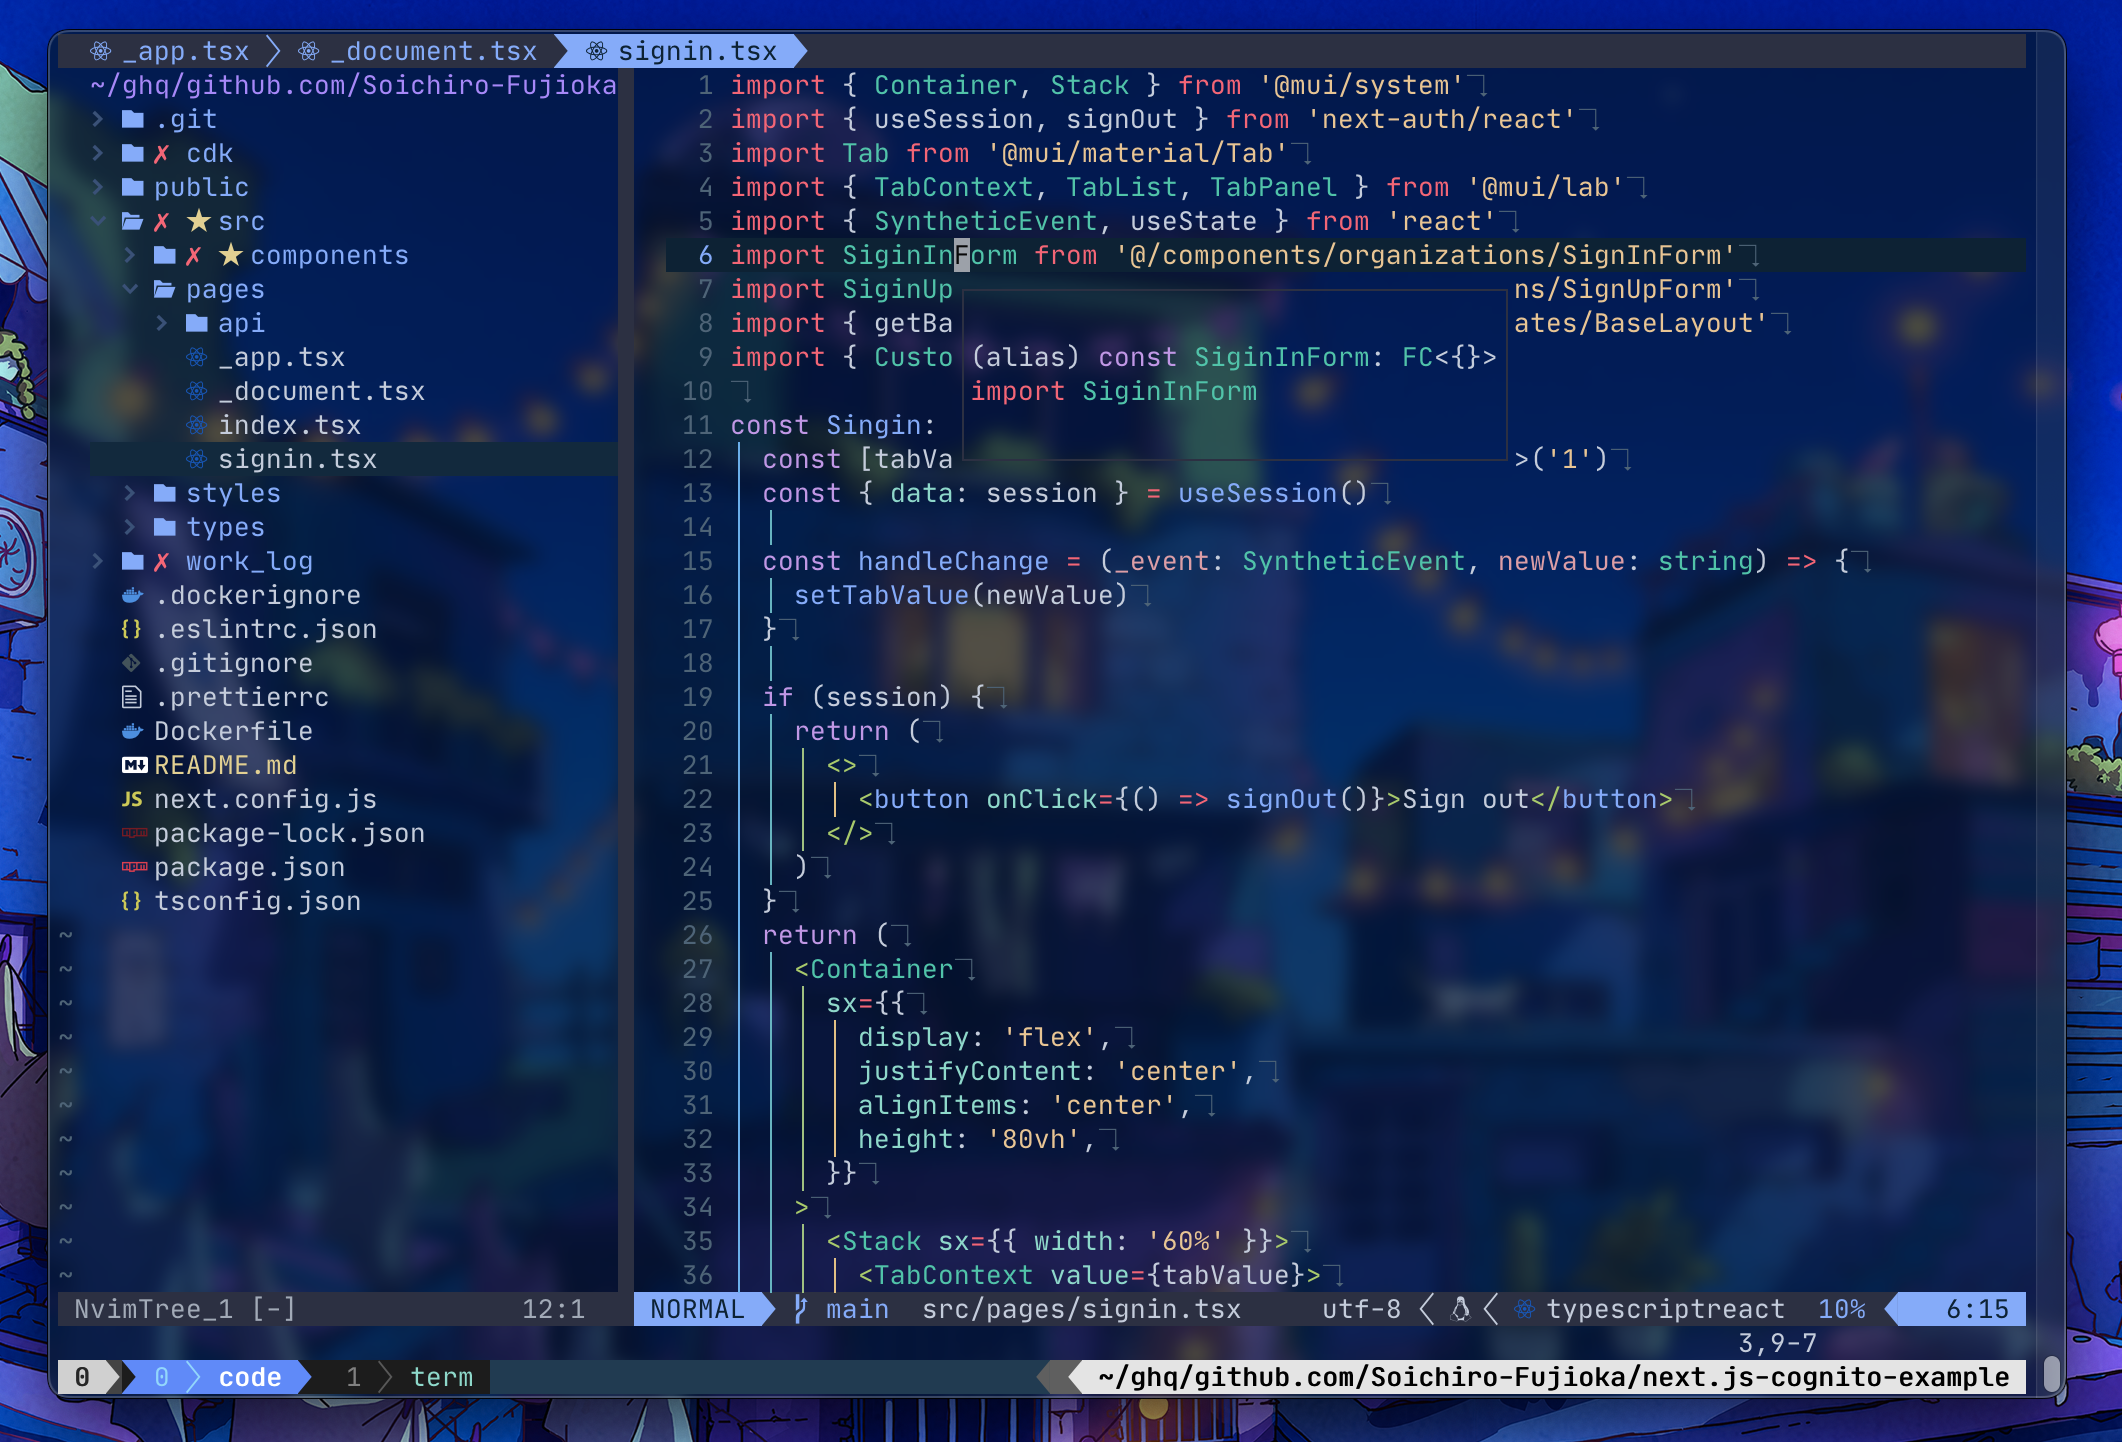 _app.tsx _document.tsx signin.tsx
~/ghq/github.com/Soichiro-Fujioka
.git
✗ cdk
public
✗ ★ src
✗ ★ components
pages
api
_app.tsx
_document.tsx
index.tsx
signin.tsx
styles
types
✗ work_log
.dockerignore
{} .eslintrc.json
.gitignore
.prettierrc
Dockerfile
M↓ README.md
JS next.config.js
npm package-lock.json
npm package.json
{} tsconfig.json
~
~
~
~
~
~
~
~
~
~
~
NvimTree_1 [-] 12:1
1 import { Container, Stack } from '@mui/system'
2 import { useSession, signOut } from 'next-auth/react'
3 import Tab from '@mui/material/Tab'
4 import { TabContext, TabList, TabPanel } from '@mui/lab'
5 import { SyntheticEvent, useState } from 'react'
6 import SiginInForm from '@/components/organizations/SignInForm'
7 import SiginUp ns/SignUpForm'
8 import { getBa ates/BaseLayout'
9 import { Custo
10
11 const Singin:
12 const [tabVa >('1')
(alias) const SiginInForm: FC<{}>
import SiginInForm
13 const { data: session } = useSession()
14
15 const handleChange = (_event: SyntheticEvent, newValue: string) => {
16 setTabValue(newValue)
17 }
18
19 if (session) {
20 return (
21 <>
22 <button onClick={() => signOut()}>Sign out</button>
23 </>
24 )
25 }
26 return (
27 <Container
28 sx={{
29 display: 'flex',
30 justifyContent: 'center',
31 alignItems: 'center',
32 height: '80vh',
33 }}
34 >
35 <Stack sx={{ width: '60%' }}>
36 <TabContext value={tabValue}>
NORMAL main src/pages/signin.tsx utf-8 typescriptreact 10% 6:15
3,9-7
0 0 code 1 term ~/ghq/github.com/Soichiro-Fujioka/next.js-cognito-example